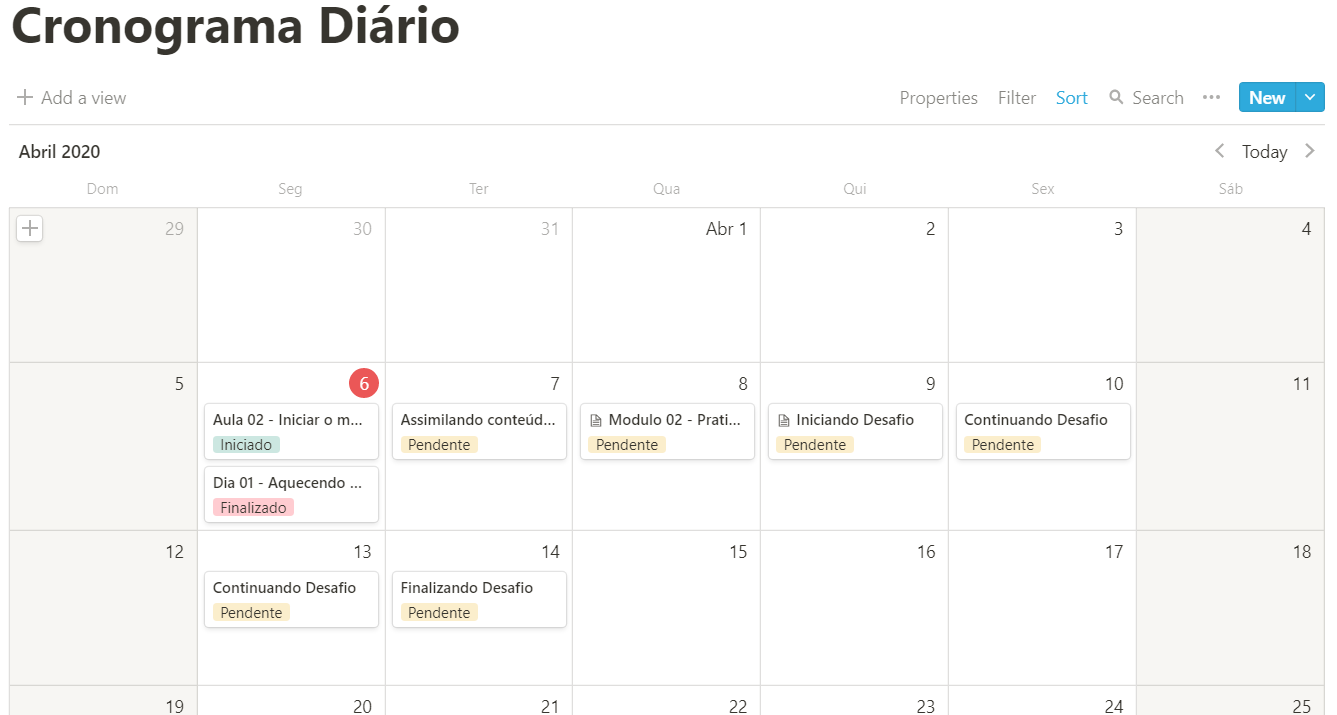 Cronograma Diário
Add a view
Properties Filter Sort Search ··· New
Abril 2020
Today
Dom Seg Ter Qua Qui Sex Sáb
29 30 31 Abr 1 2 3 4
5 6 7 8 9 10 11
Aula 02 - Iniciar o m... Assimilando conteúd... Modulo 02 - Prati... Iniciando Desafio Continuando Desafio
Iniciado Pendente Pendente Pendente Pendente
Dia 01 - Aquecendo ...
Finalizado
12 13 14 15 16 17 18
Continuando Desafio Finalizando Desafio
Pendente Pendente
19 20 21 22 23 24 25